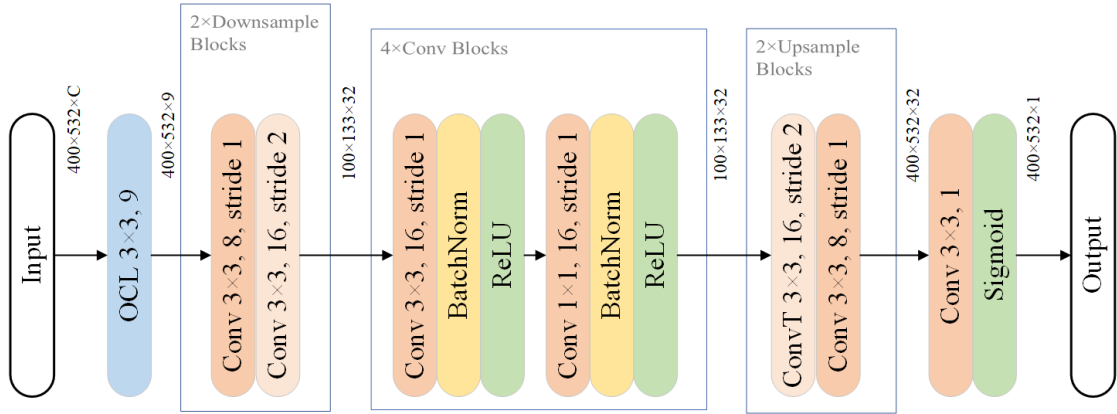 2×Downsample
Blocks
4×Conv Blocks
2×Upsample
Blocks
Input
400×532×C
OCL 3×3, 9
400×532×9
Conv 3×3, 8, stride 1
Conv 3×3, 16, stride 2
100×133×32
Conv 3×3, 16, stride 1
BatchNorm
ReLU
Conv 1×1, 16, stride 1
BatchNorm
ReLU
100×133×32
ConvT 3×3, 16, stride 2
Conv 3×3, 8, stride 1
400×532×32
Conv 3×3, 1
Sigmoid
400×532×1
Output